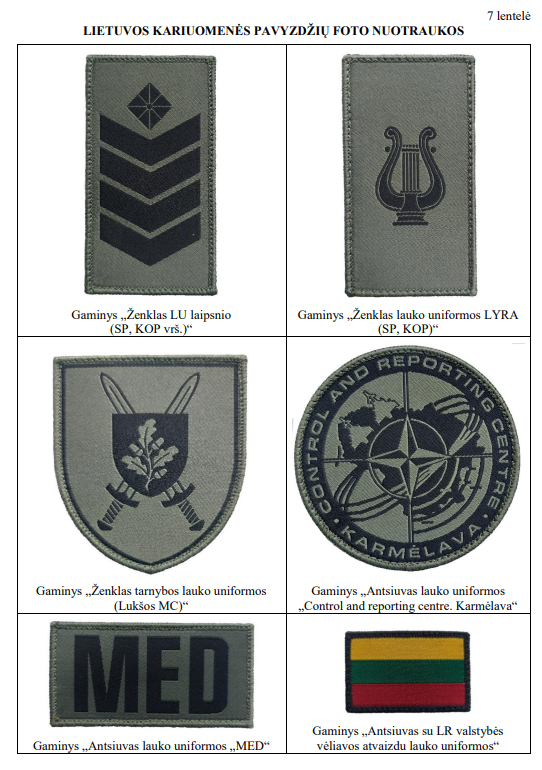 7 lentelė
LIETUVOS KARIUOMENĖS PAVYZDŽIŲ FOTO NUOTRAUKOS
Gaminys „Ženklas LU laipsnio
(SP, KOP vrš.)“
Gaminys „Ženklas lauko uniformos LYRA
(SP, KOP)“
CONTROL AND REPORTING CENTRE
• KARMĖLAVA •
Gaminys „Ženklas tarnybos lauko uniformos
(Lukšos MC)“
Gaminys „Antsiuvas lauko uniformos
„Control and reporting centre. Karmėlava“
MED
Gaminys „Antsiuvas lauko uniformos „MED“
Gaminys „Antsiuvas su LR valstybės
vėliavos atvaizdu lauko uniformos“